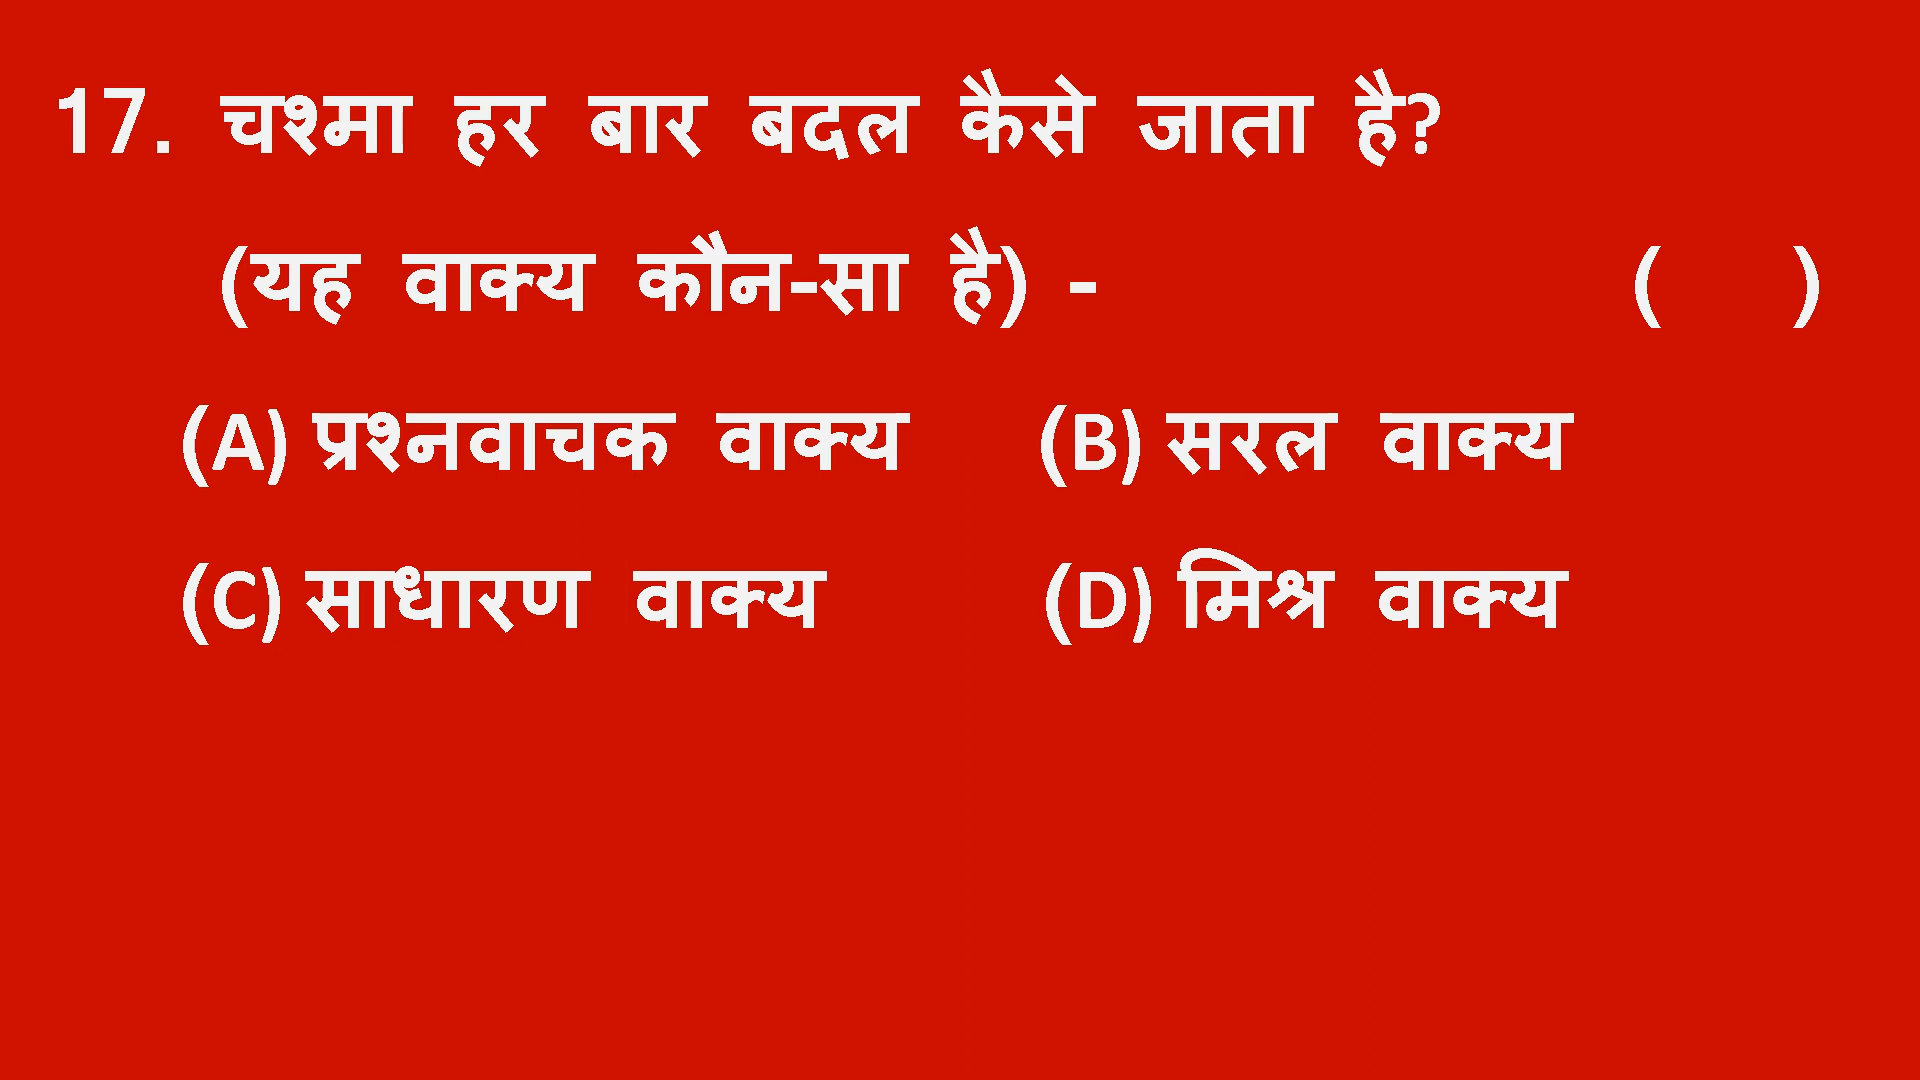 17. चश्मा हर बार बदल कैसे जाता है?
(यह वाक्य कौन-सा है) - ( )
(A) प्रश्नवाचक वाक्य (B) सरल वाक्य
(C) साधारण वाक्य (D) मिश्र वाक्य